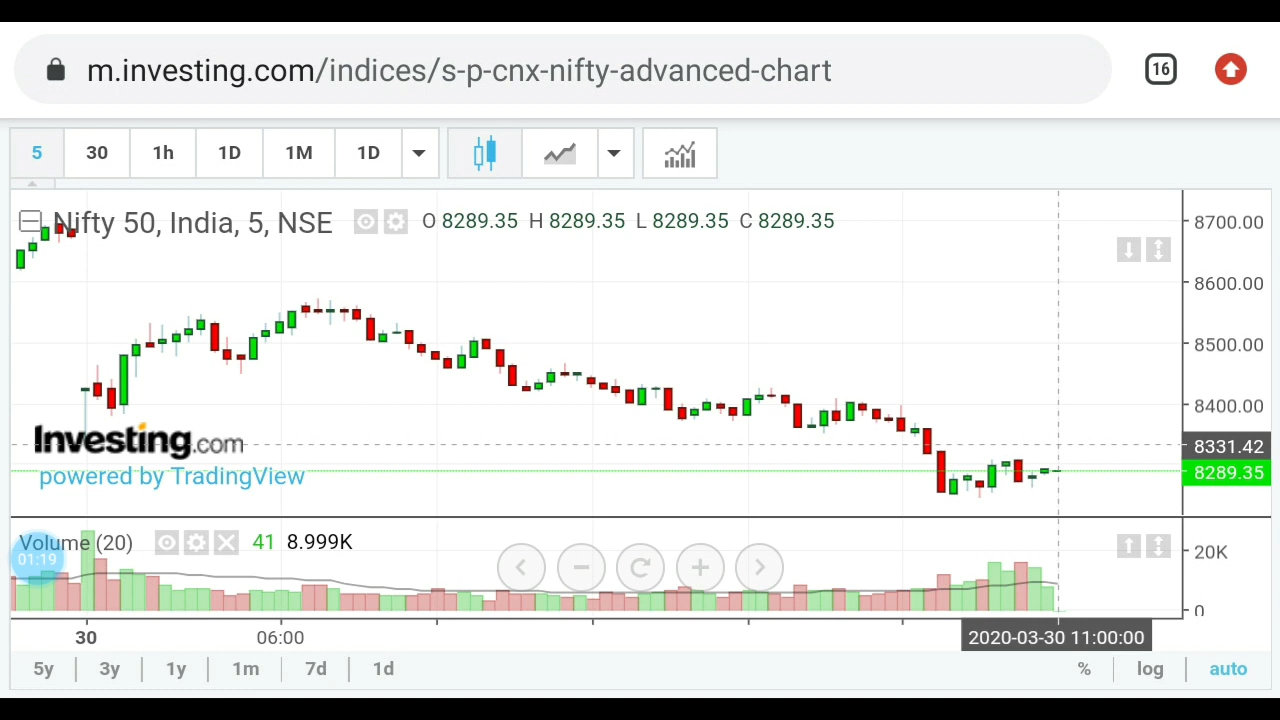 m.investing.com/indices/s-p-cnx-nifty-advanced-chart 16
5 30 1h 1D 1M 1D
Nifty 50, India, 5, NSE O 8289.35 H 8289.35 L 8289.35 C 8289.35
8700.00
8600.00
8500.00
8400.00
Investing.com
8331.42
powered by TradingView
8289.35
Volume (20) 41 8.999K
20K
01:19
0
30 06:00 2020-03-30 11:00:00
5y 3y 1y 1m 7d 1d % log auto